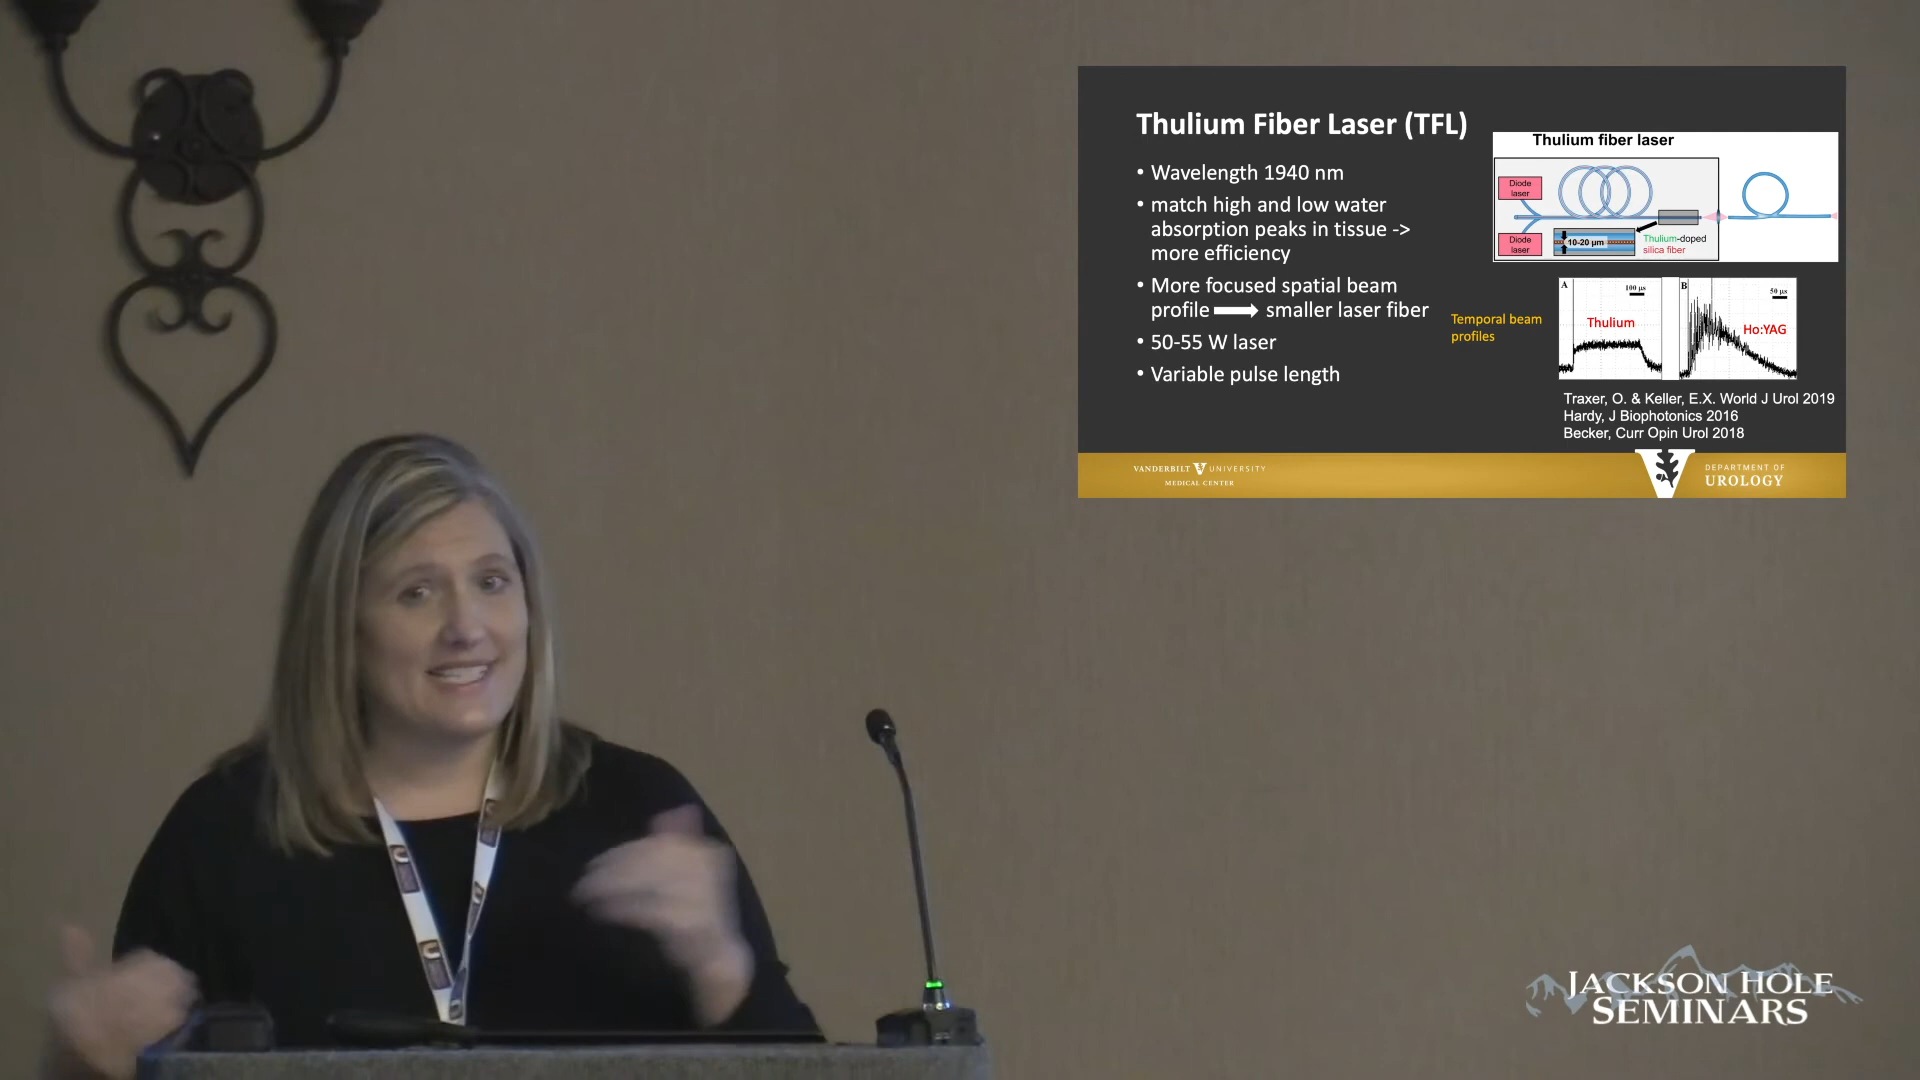 Thulium Fiber Laser (TFL)
• Wavelength 1940 nm
• match high and low water
absorption peaks in tissue ->
more efficiency
• More focused spatial beam
profile smaller laser fiber
• 50-55 W laser
• Variable pulse length
Thulium fiber laser
Diode
laser
Diode
laser
10-20 µm
Thulium-doped
silica fiber
Temporal beam
profiles
A
100 µs
Thulium
B
50 µs
Ho:YAG
Traxer, O. & Keller, E.X. World J Urol 2019
Hardy, J Biophotonics 2016
Becker, Curr Opin Urol 2018
VANDERBILT V UNIVERSITY
MEDICAL CENTER
DEPARTMENT OF
UROLOGY
JACKSON HOLE
SEMINARS